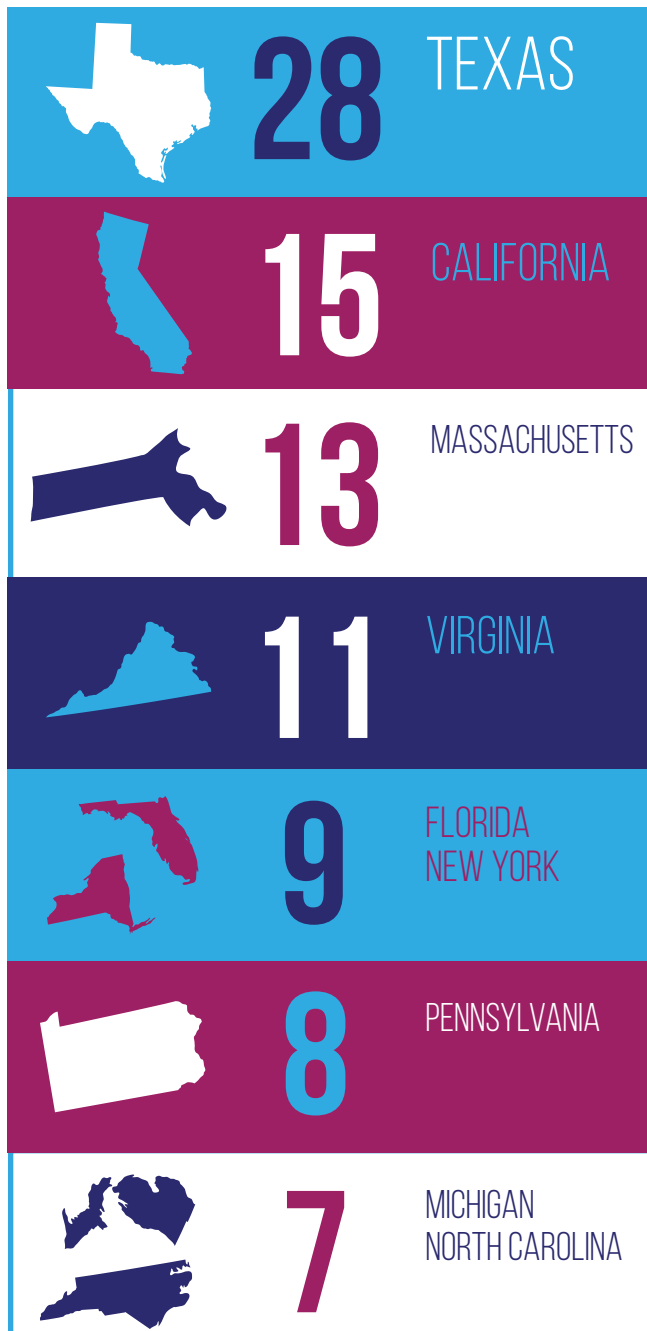 28 TEXAS
15 CALIFORNIA
13 MASSACHUSETTS
11 VIRGINIA
9 FLORIDA
NEW YORK
8 PENNSYLVANIA
7 MICHIGAN
NORTH CAROLINA